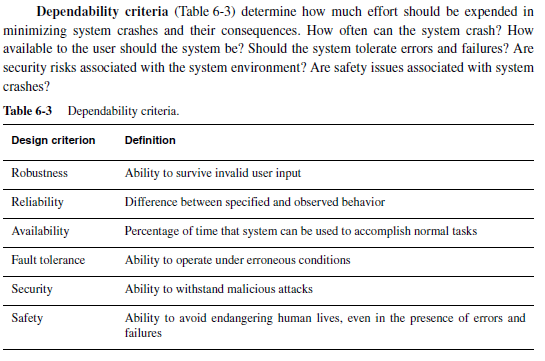 Dependability criteria (Table 6-3) determine how much effort should be expended in
minimizing system crashes and their consequences. How often can the system crash? How
available to the user should the system be? Should the system tolerate errors and failures? Are
security risks associated with the system environment? Are safety issues associated with system
crashes?
Table 6-3 Dependability criteria.
Design criterion Definition
Robustness Ability to survive invalid user input
Reliability Difference between specified and observed behavior
Availability Percentage of time that system can be used to accomplish normal tasks
Fault tolerance Ability to operate under erroneous conditions
Security Ability to withstand malicious attacks
Safety Ability to avoid endangering human lives, even in the presence of errors and
failures